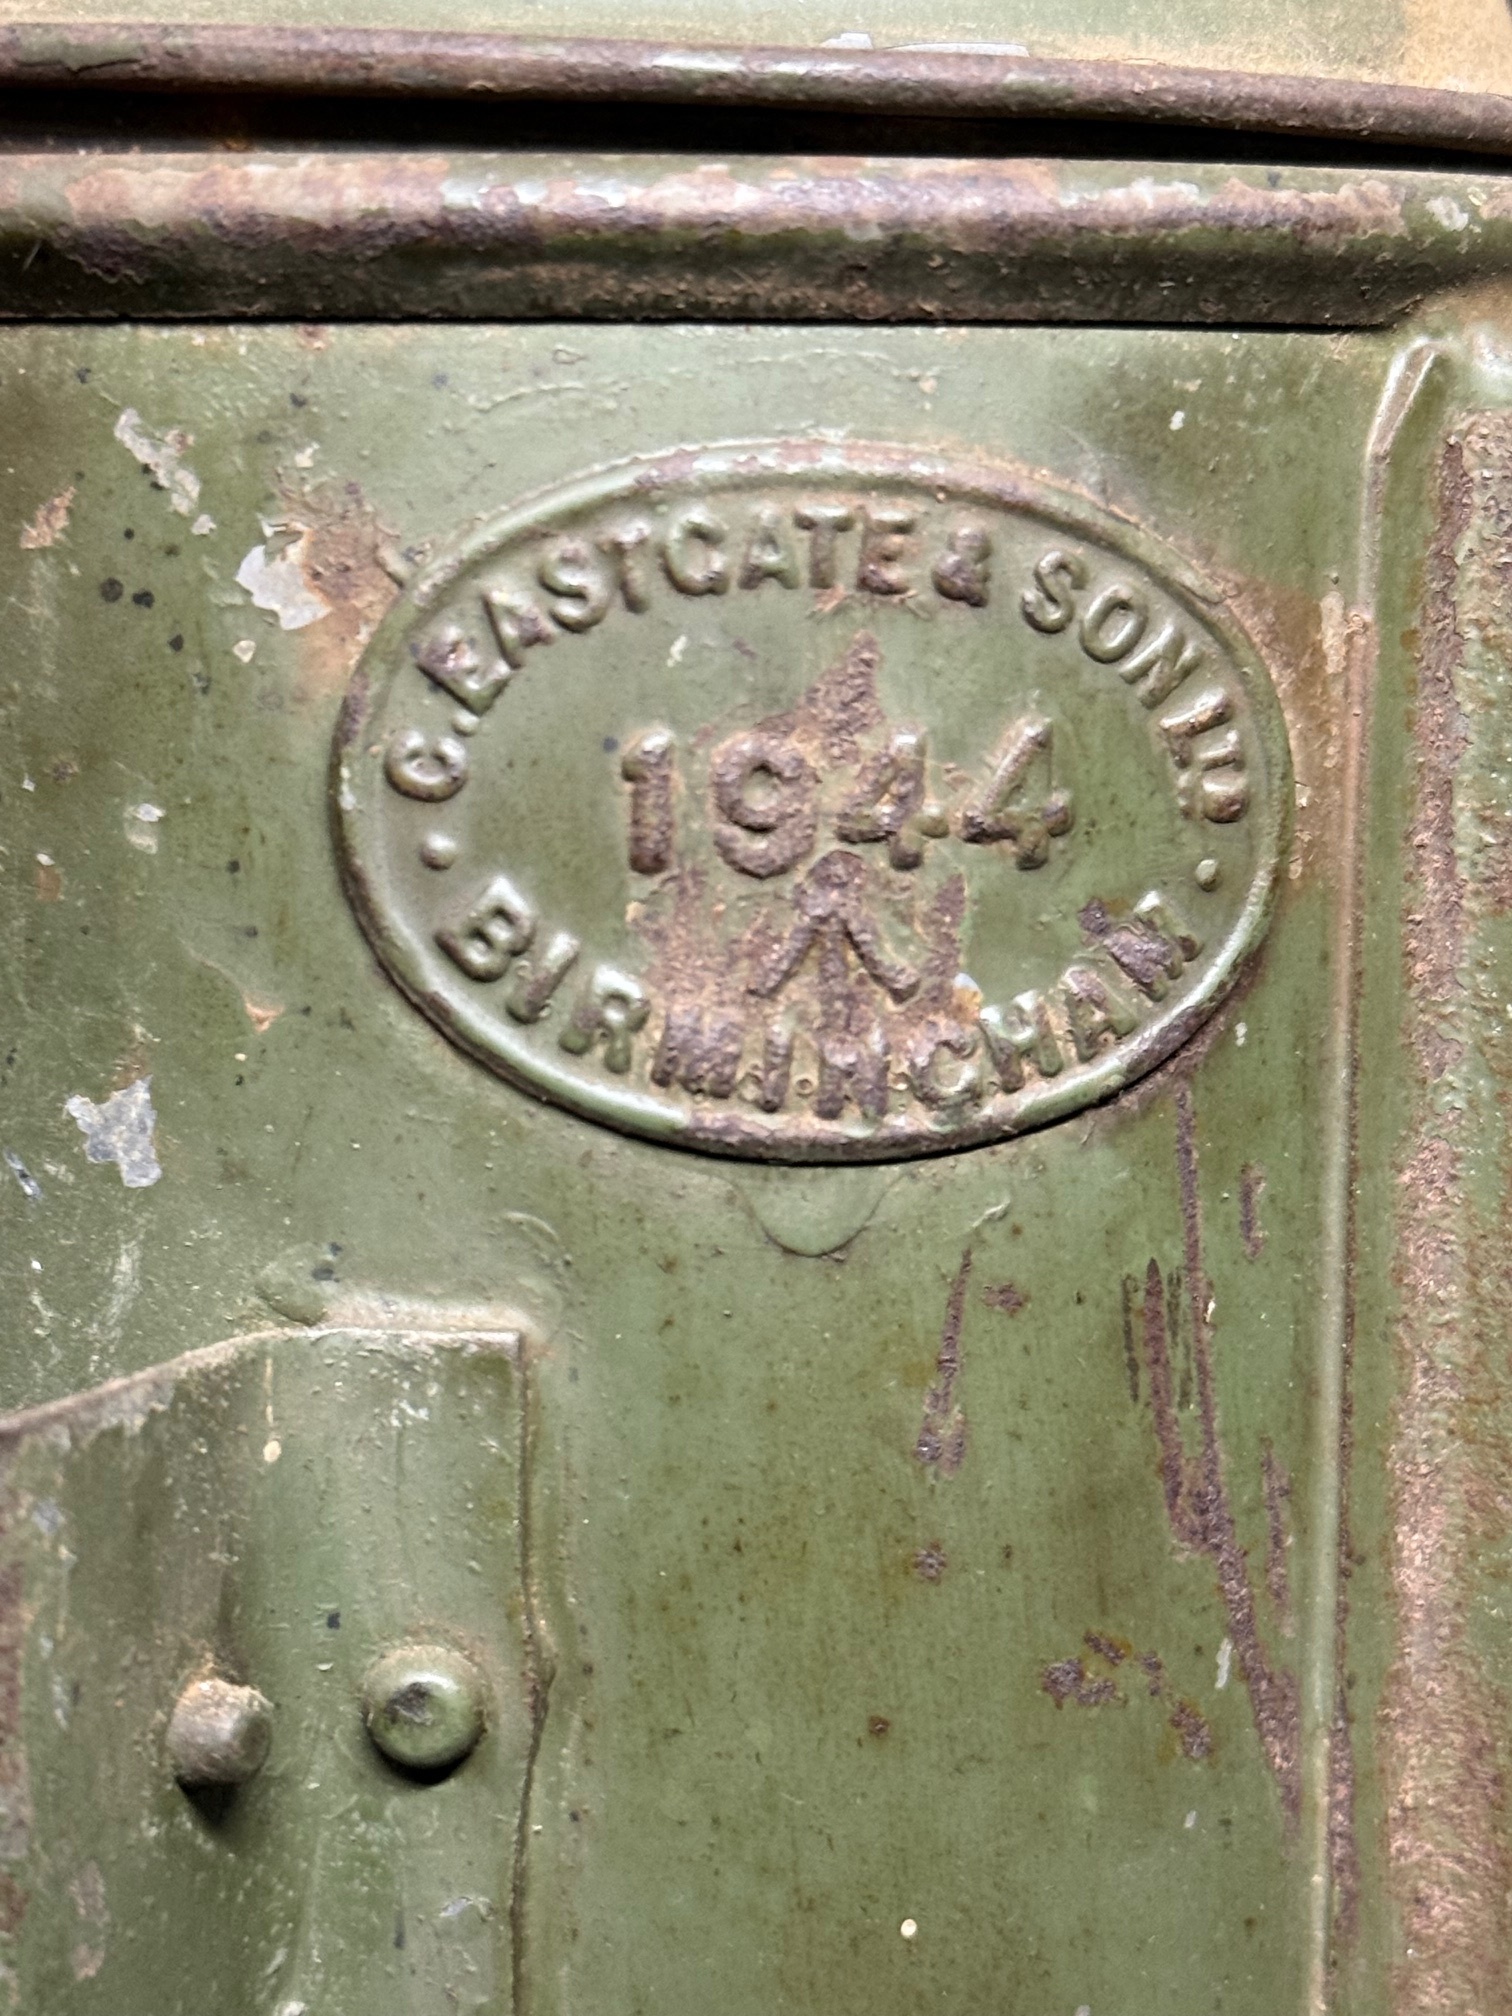 C. EASTGATE & SON LTD
1944
· BIRMINGHAM ·